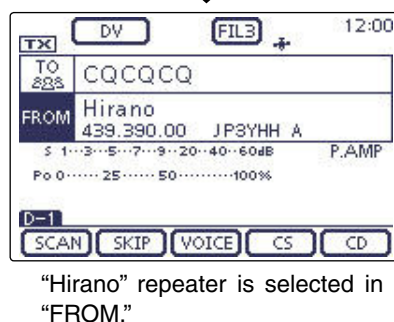 DV FIL3 12:00
TX
TO CQCQCQ
FROM Hirano
439.390.00 JP3YHH A
S 1···3···5···7···9··20··40··60dB P.AMP
Po 0······25······50··········100%
D-1
SCAN SKIP VOICE CS CD
“Hirano” repeater is selected in
“FROM.”